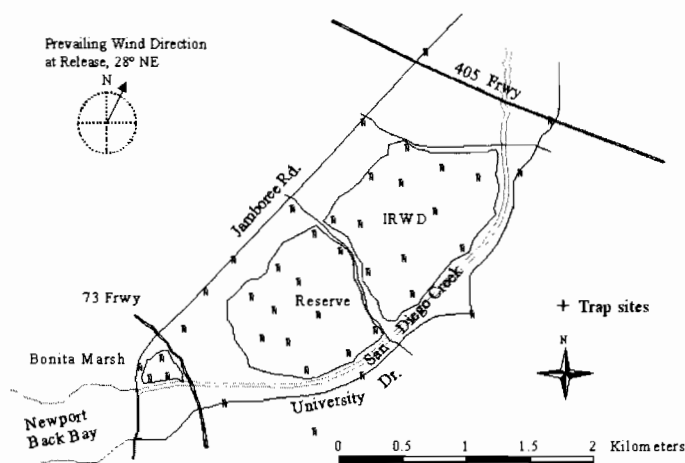 Prevailing Wind Direction
at Release, 28° NE
N
405 Frwy
Jamboree Rd.
IRWD
Reserve
73 Frwy
Bonita Marsh
San Diego Creek
Trap sites
N
University Dr.
Newport
Back Bay
0 0.5 1 1.5 2 Kilometers